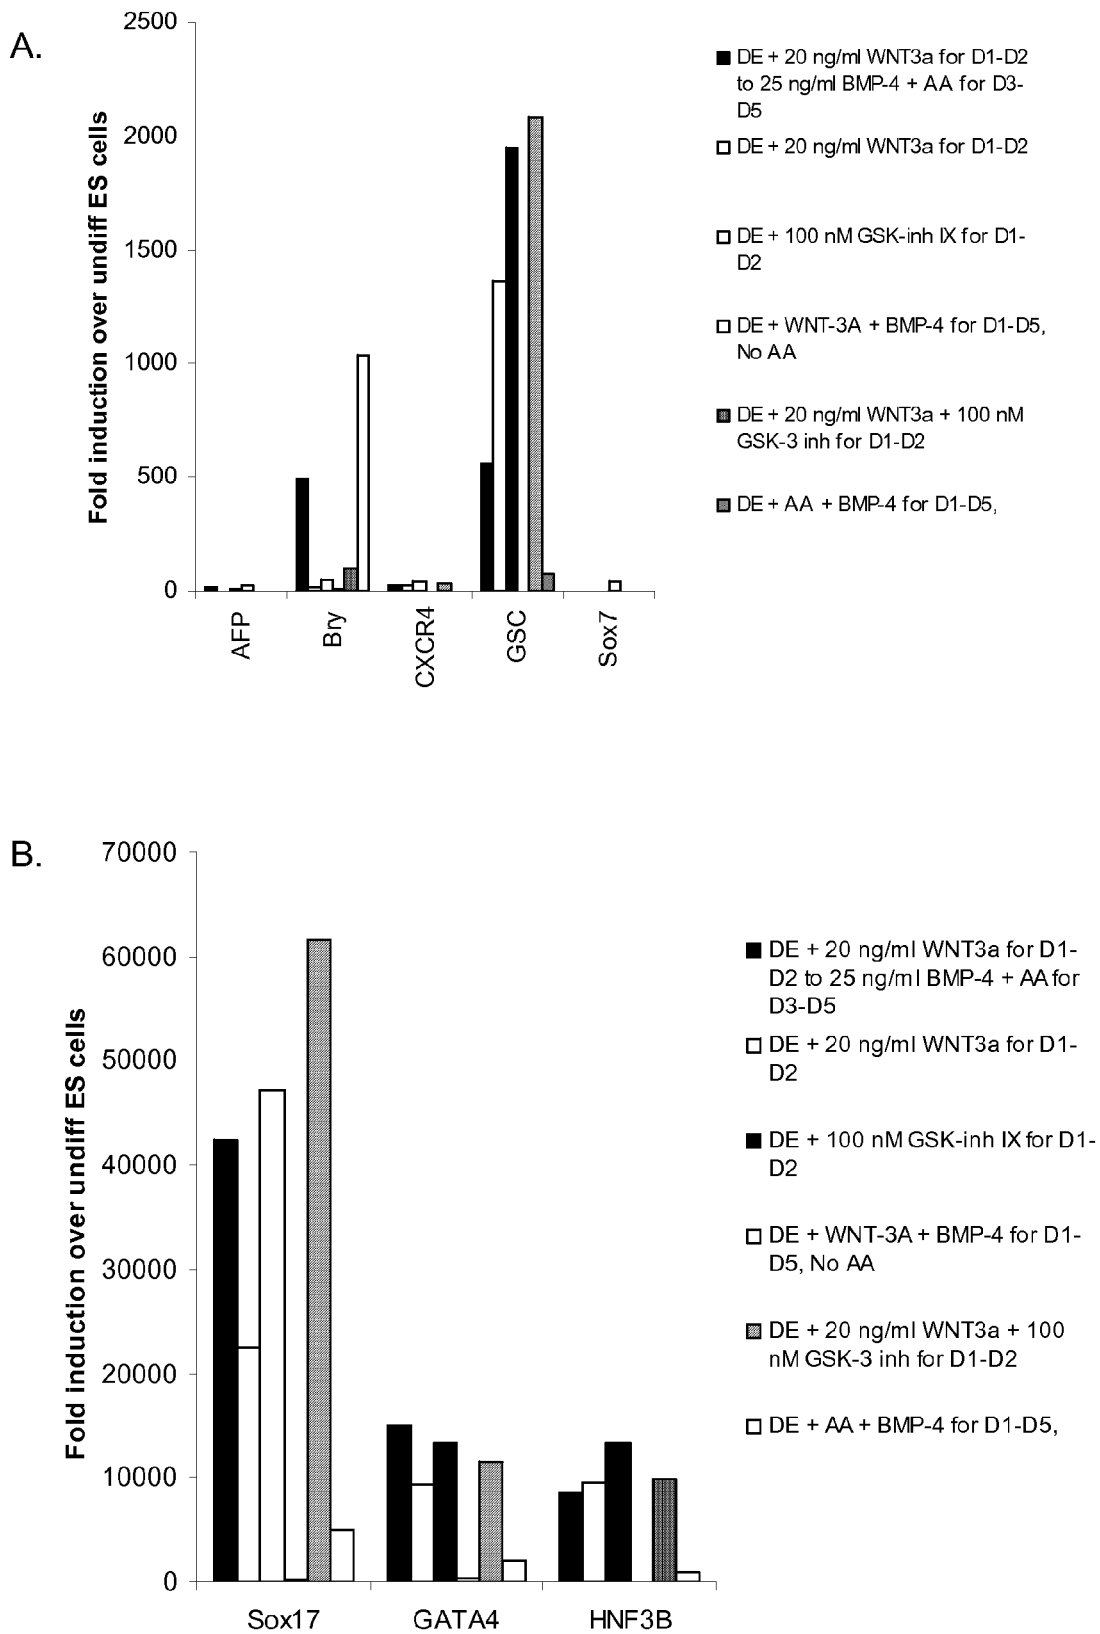 A.
Fold induction over undiff ES cells
2500
2000
1500
1000
500
0
AFP
Bry
CXCR4
GSC
Sox7
DE + 20 ng/ml WNT3a for D1-D2
to 25 ng/ml BMP-4 + AA for D3-
D5
DE + 20 ng/ml WNT3a for D1-D2
DE + 100 nM GSK-inh IX for D1-
D2
DE + WNT-3A + BMP-4 for D1-D5,
No AA
DE + 20 ng/ml WNT3a + 100 nM
GSK-3 inh for D1-D2
DE + AA + BMP-4 for D1-D5,
B.
Fold induction over undiff ES cells
70000
60000
50000
40000
30000
20000
10000
0
Sox17
GATA4
HNF3B
DE + 20 ng/ml WNT3a for D1-
D2 to 25 ng/ml BMP-4 + AA for
D3-D5
DE + 20 ng/ml WNT3a for D1-
D2
DE + 100 nM GSK-inh IX for D1-
D2
DE + WNT-3A + BMP-4 for D1-
D5, No AA
DE + 20 ng/ml WNT3a + 100
nM GSK-3 inh for D1-D2
DE + AA + BMP-4 for D1-D5,